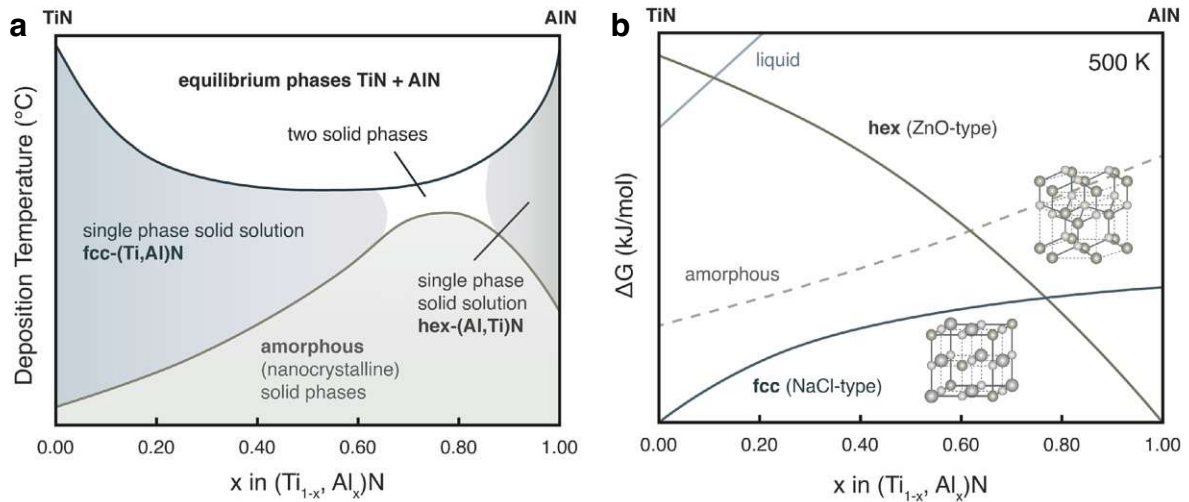 a
TiN
AlN
equilibrium phases TiN + AlN
two solid phases
single phase solid solution
fcc-(Ti,Al)N
single phase
solid solution
hex-(Al,Ti)N
amorphous
(nanocrystalline)
solid phases
Deposition Temperature (°C)
0.00
0.20
0.40
0.60
0.80
1.00
x in (Ti1-x, Alx)N
b
TiN
AlN
liquid
500 K
hex (ZnO-type)
amorphous
fcc (NaCl-type)
ΔG (kJ/mol)
0.00
0.20
0.40
0.60
0.80
1.00
x in (Ti1-x, Alx)N